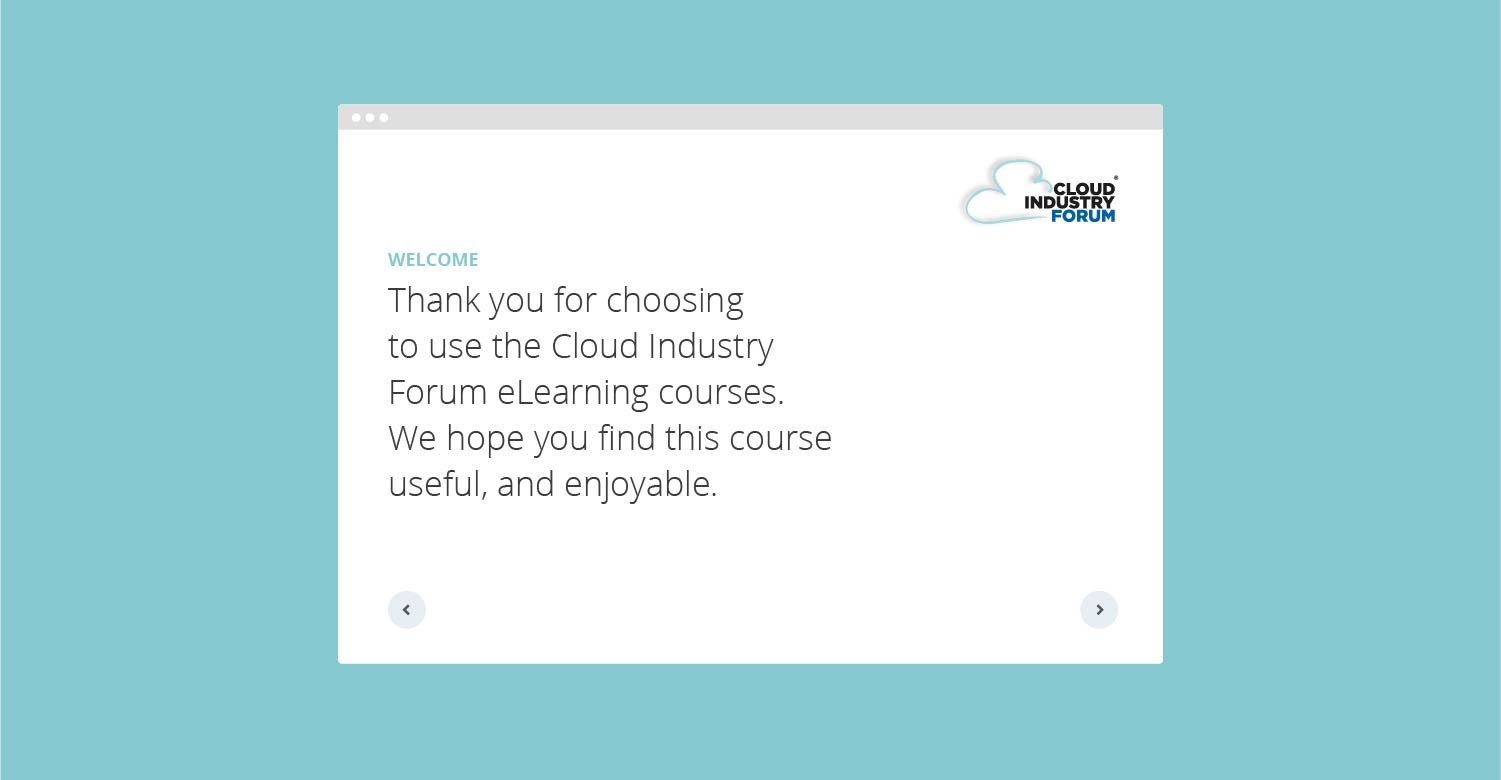 CLOUD®
INDUSTRY
FORUM
WELCOME
Thank you for choosing
to use the Cloud Industry
Forum eLearning courses.
We hope you find this course
useful, and enjoyable.